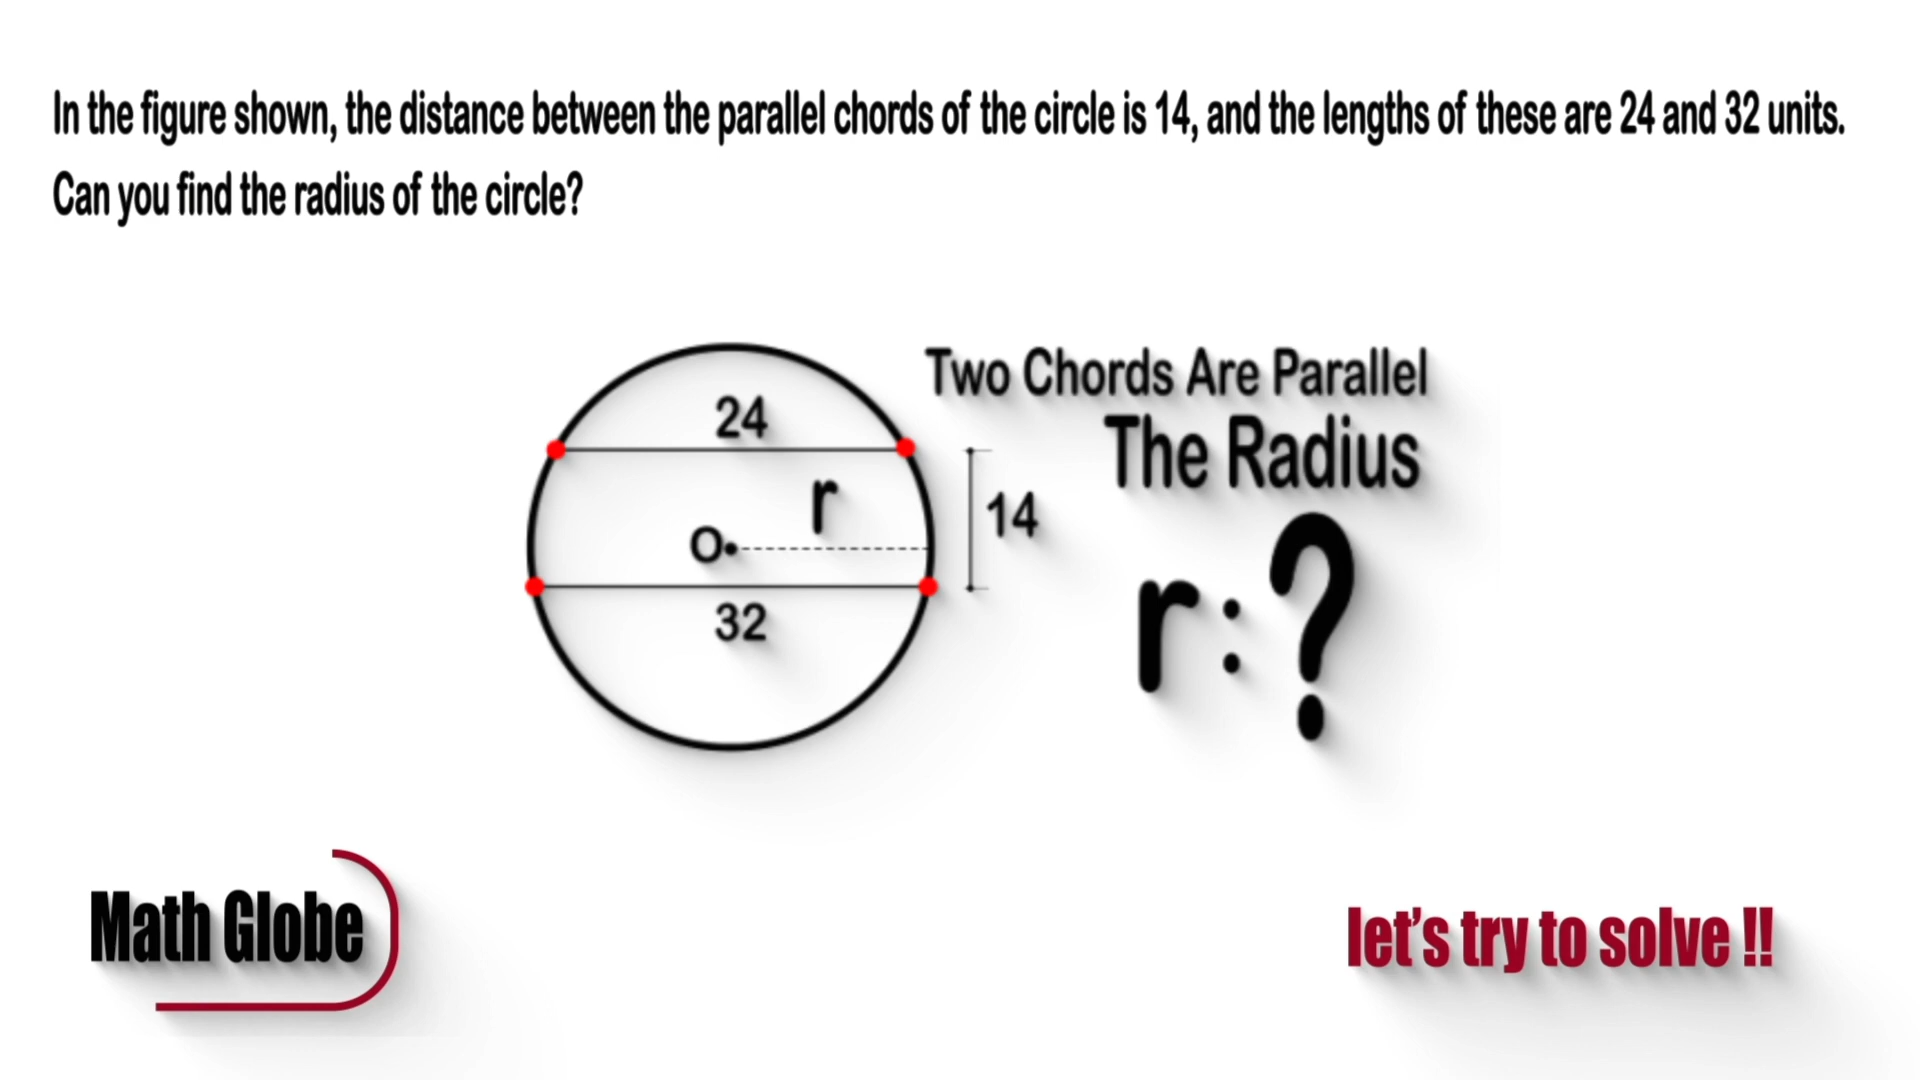 In the figure shown, the distance between the parallel chords of the circle is 14, and the lengths of these are 24 and 32 units.
Can you find the radius of the circle?
Two Chords Are Parallel
The Radius
24
r
14
O
32
r:?
Math Globe
let's try to solve !!